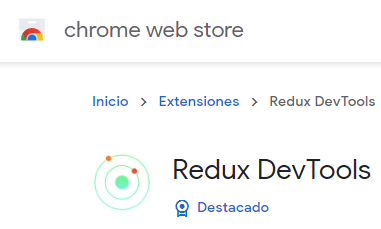 chrome web store
Inicio > Extensiones > Redux DevTools
Redux DevTools
Destacado